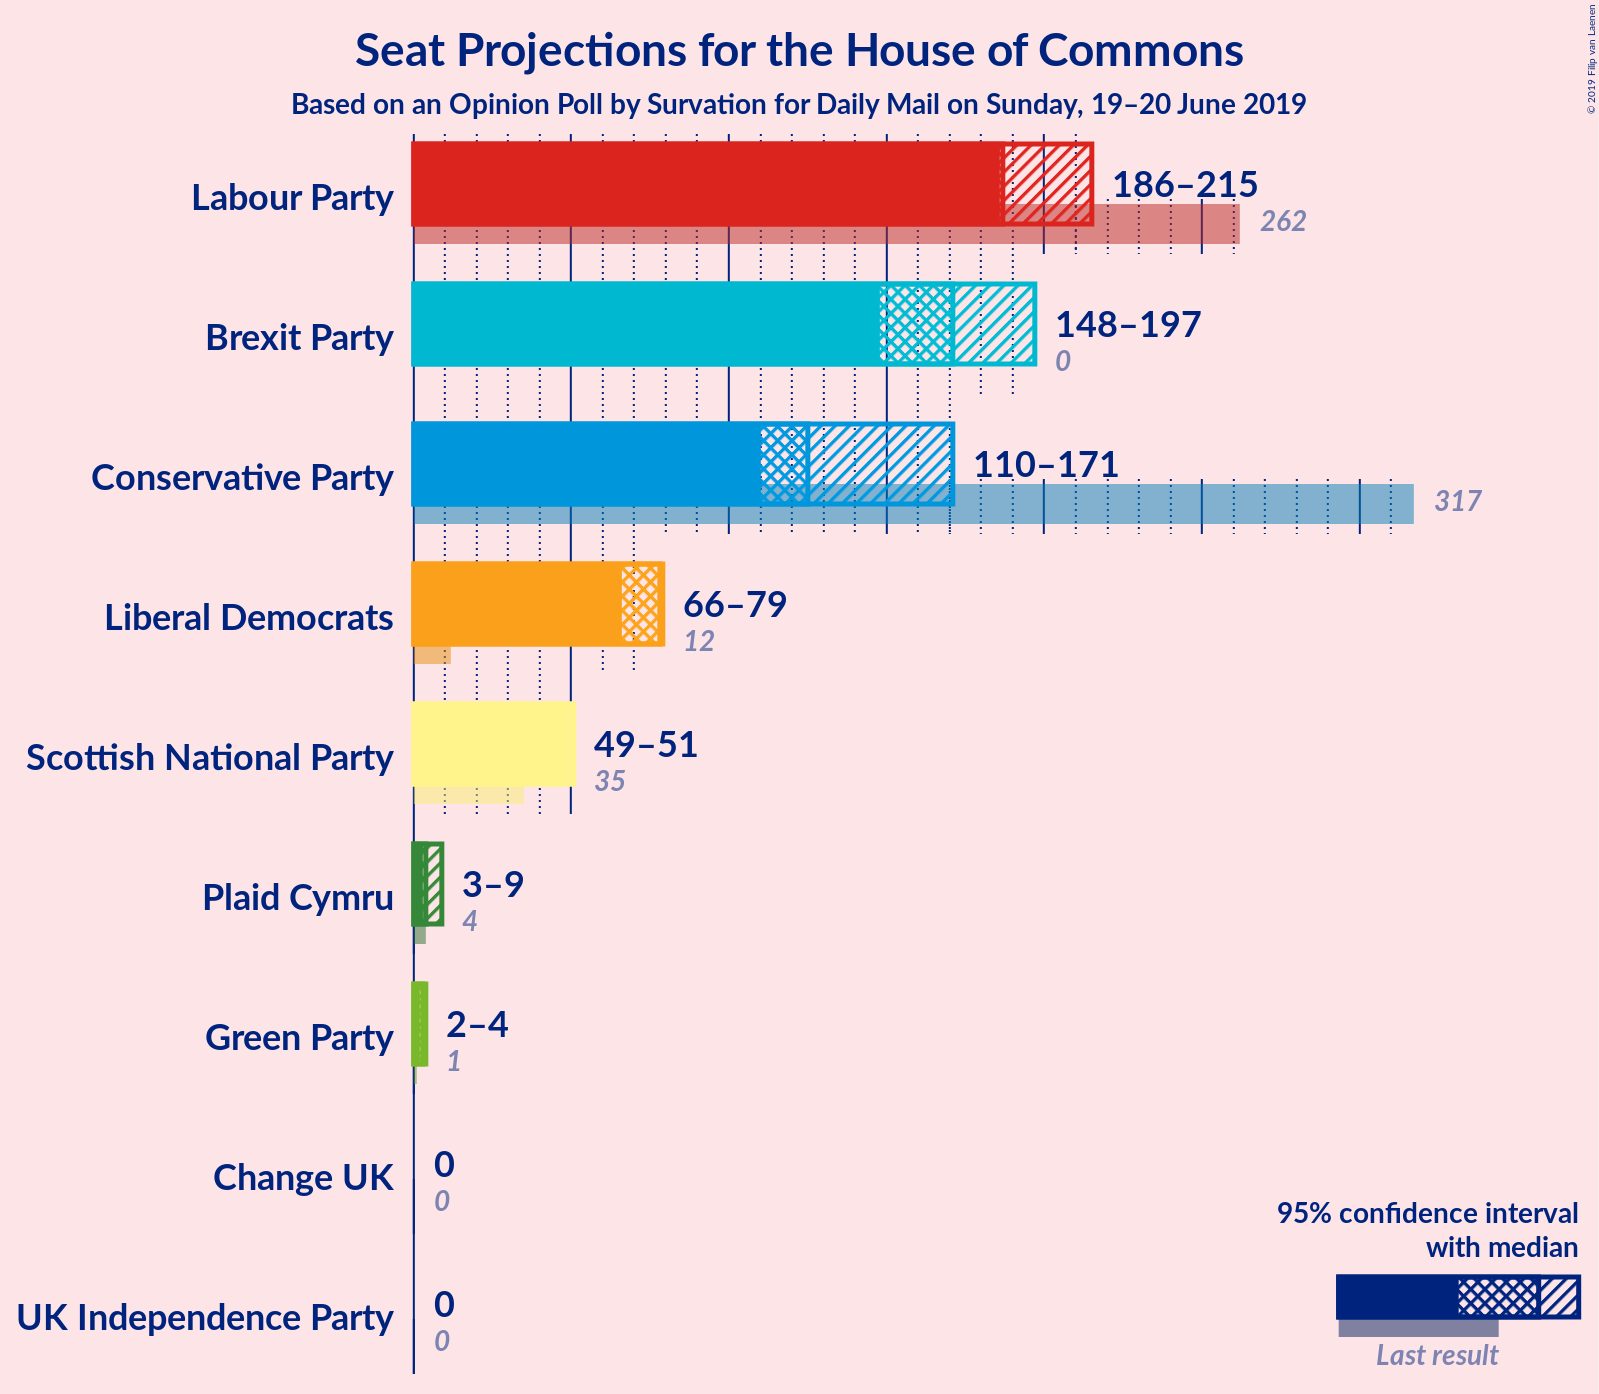 © 2019 Filip van Laenen
Seat Projections for the House of Commons
Based on an Opinion Poll by Survation for Daily Mail on Sunday, 19–20 June 2019
Labour Party
186–215
262
Brexit Party
148–197
0
Conservative Party
110–171
317
Liberal Democrats
66–79
12
Scottish National Party
49–51
35
Plaid Cymru
3–9
4
Green Party
2–4
1
Change UK
0
0
UK Independence Party
0
0
95% confidence interval
with median
Last result